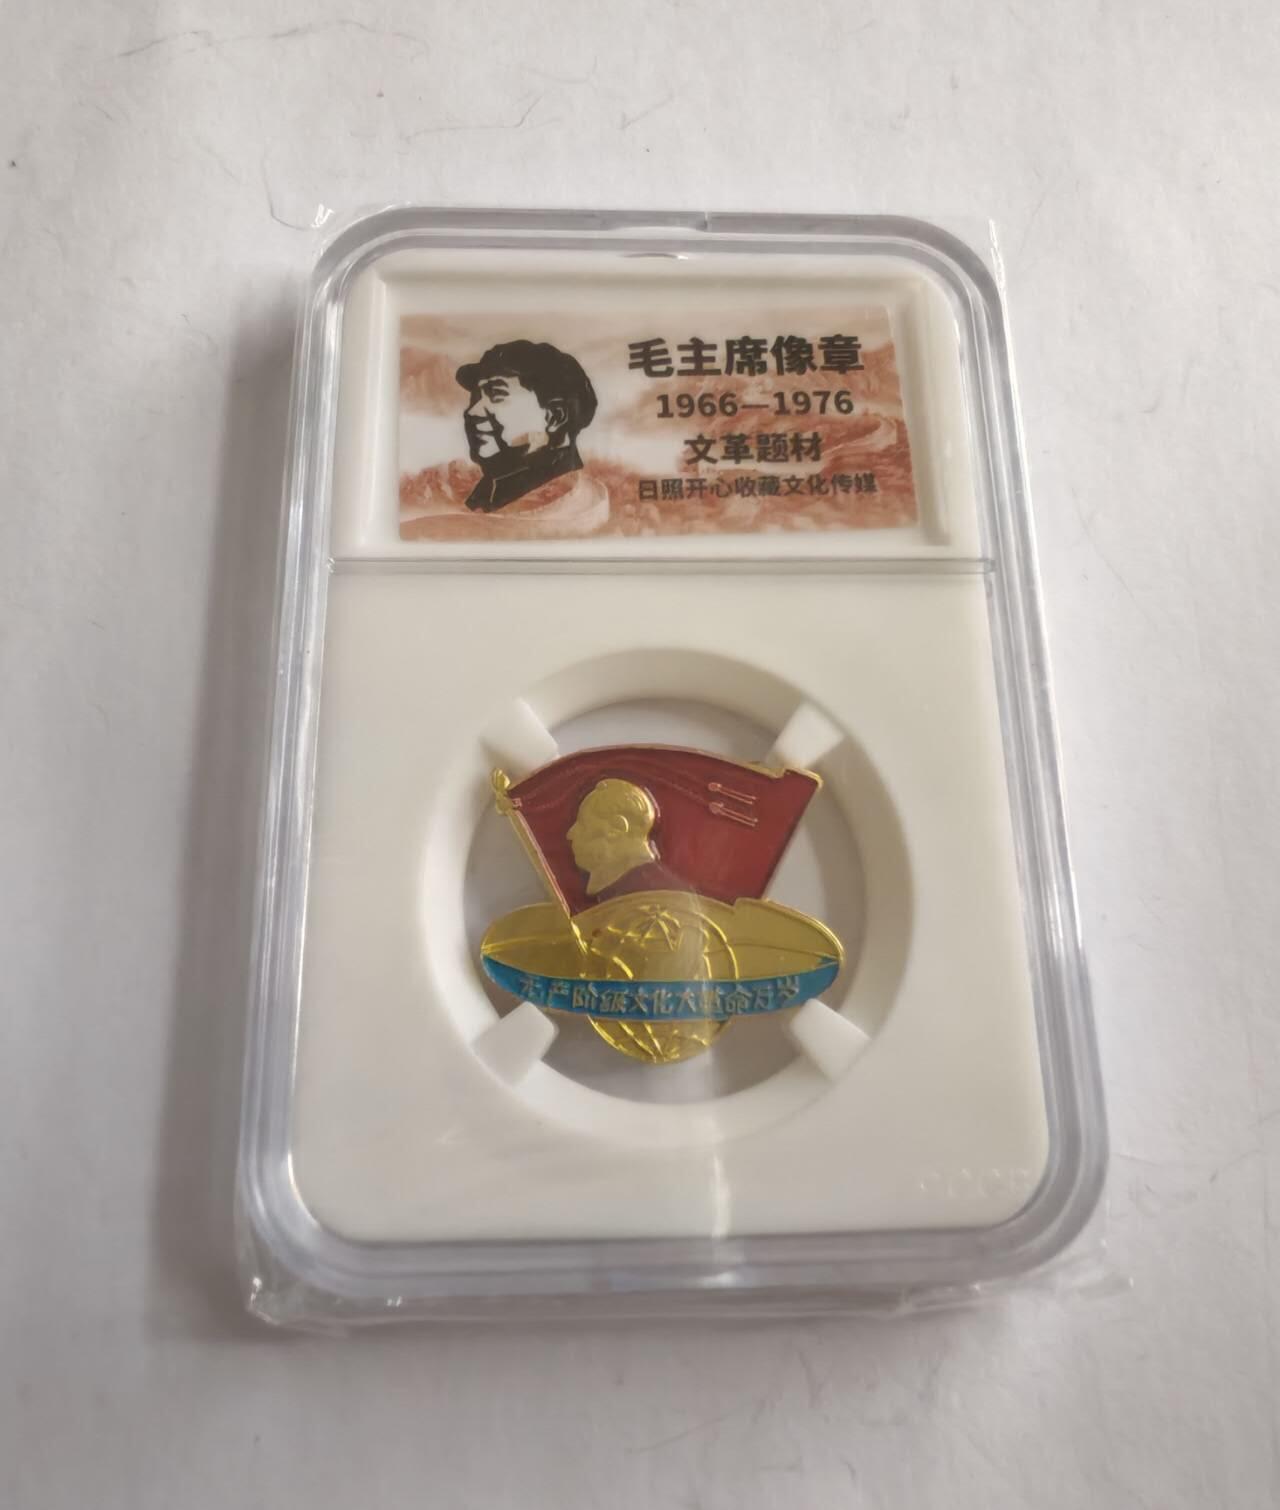 毛主席像章
1966—1976
文革题材
日照开心收藏文化传媒
无产阶级文化大革命万岁